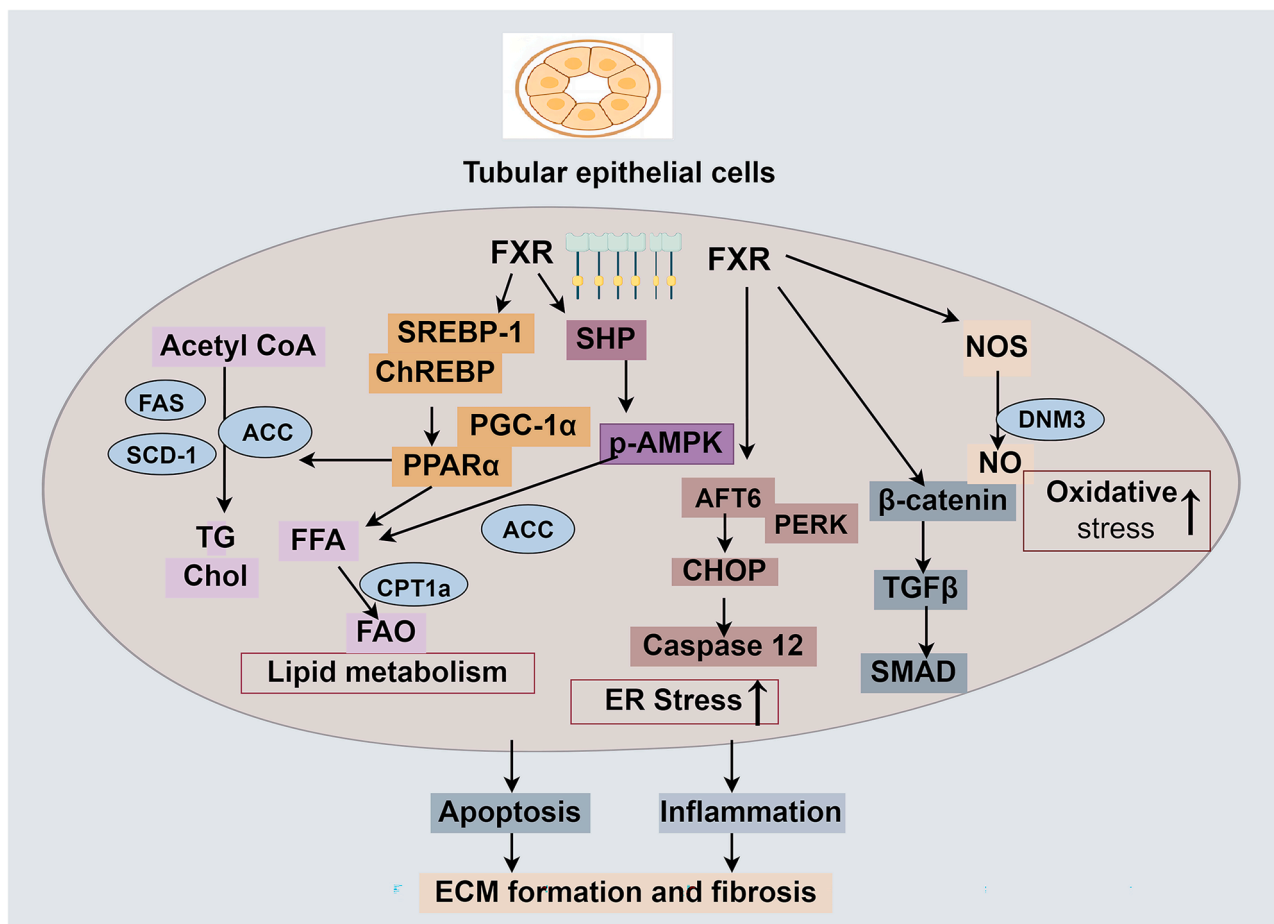 Tubular epithelial cells
FXR
FXR
SREBP-1
ChREBP
SHP
NOS
Acetyl CoA
FAS
ACC
SCD-1
PGC-1α
PPARα
p-AMPK
DNM3
NO
AFT6
PERK
β-catenin
Oxidative
stress
TG
Chol
FFA
ACC
CHOP
TGFβ
CPT1a
FAO
Caspase 12
SMAD
Lipid metabolism
ER Stress
Apoptosis
Inflammation
ECM formation and fibrosis